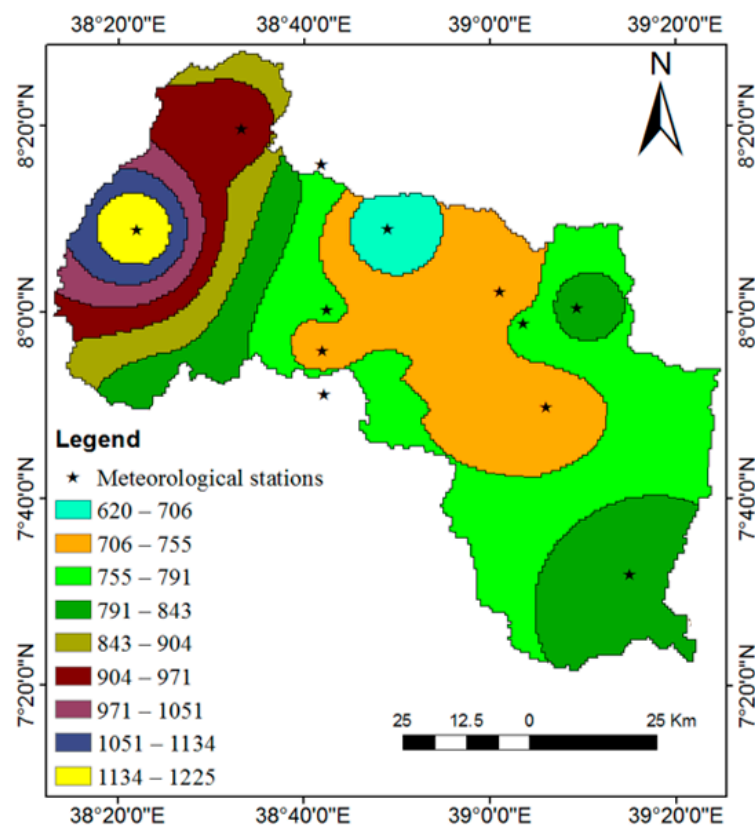 38°20'0"E 38°40'0"E 39°0'0"E 39°20'0"E
N
8°20'0"N 8°20'0"N
8°0'0"N 8°0'0"N
7°40'0"N 7°40'0"N
7°20'0"N 7°20'0"N
Legend
Meteorological stations
620 – 706
706 – 755
755 – 791
791 – 843
843 – 904
904 – 971
971 – 1051
1051 – 1134
1134 – 1225
25 12.5 0 25 Km
38°20'0"E 38°40'0"E 39°0'0"E 39°20'0"E